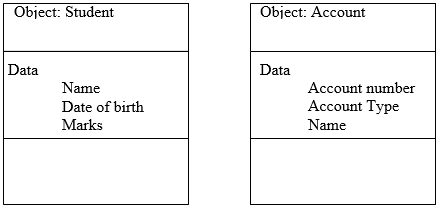 Object: Student
Data
Name
Date of birth
Marks
Object: Account
Data
Account number
Account Type
Name